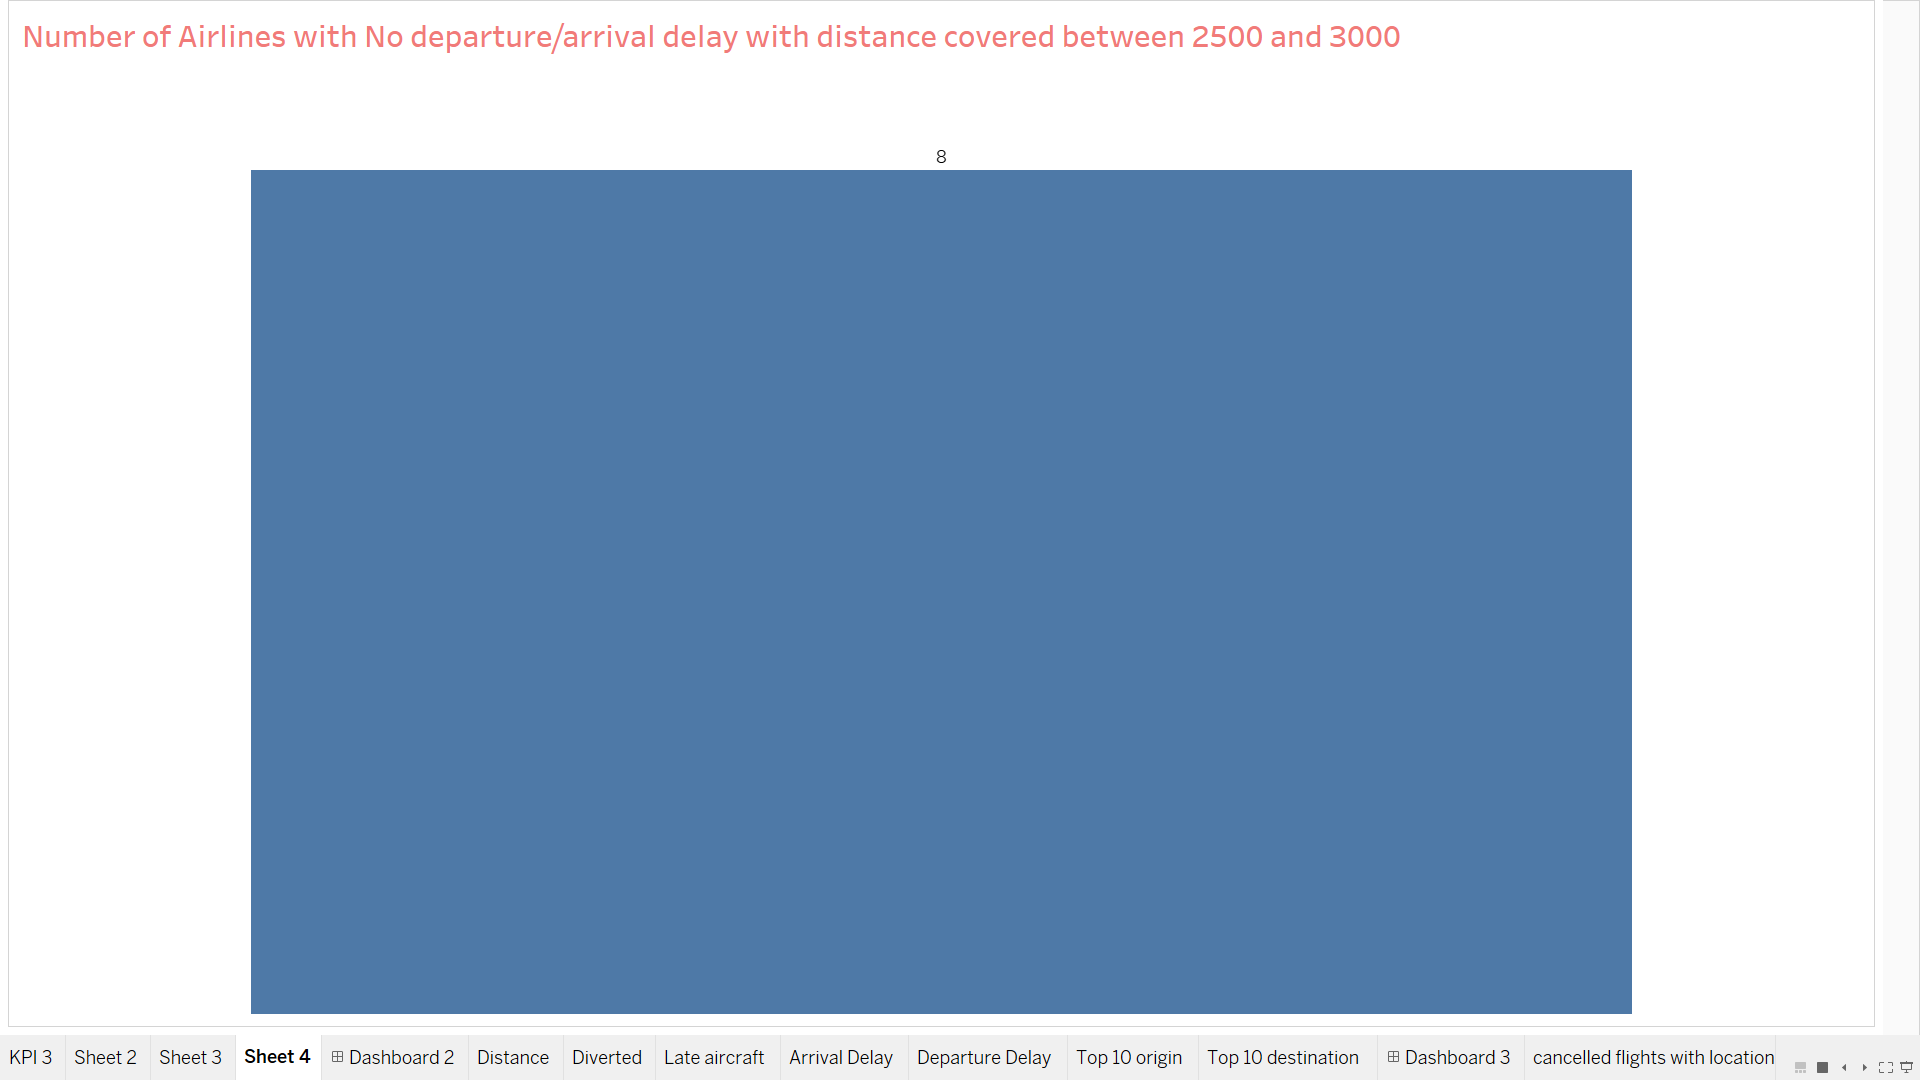 Number of Airlines with No departure/arrival delay with distance covered between 2500 and 3000
8
KPI 3 Sheet 2 Sheet 3 Sheet 4 Dashboard 2 Distance Diverted Late aircraft Arrival Delay Departure Delay Top 10 origin Top 10 destination Dashboard 3 cancelled flights with location